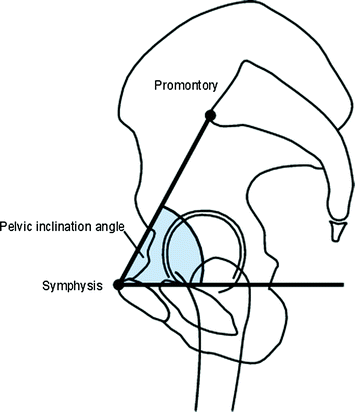 Promontory
Pelvic inclination angle
Symphysis